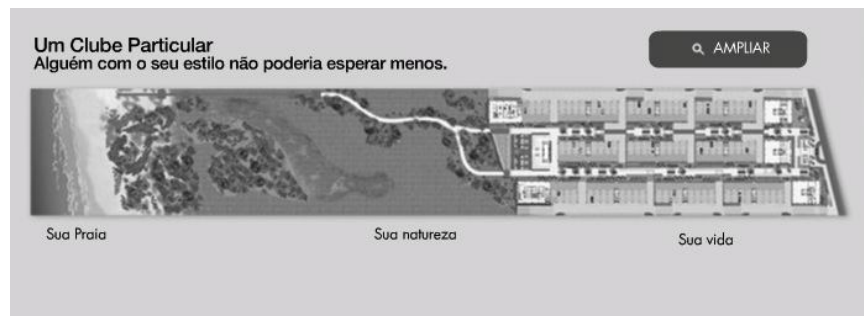 Um Clube Particular
Alguém com o seu estilo não poderia esperar menos.
AMPLIAR
Sua Praia
Sua natureza
Sua vida